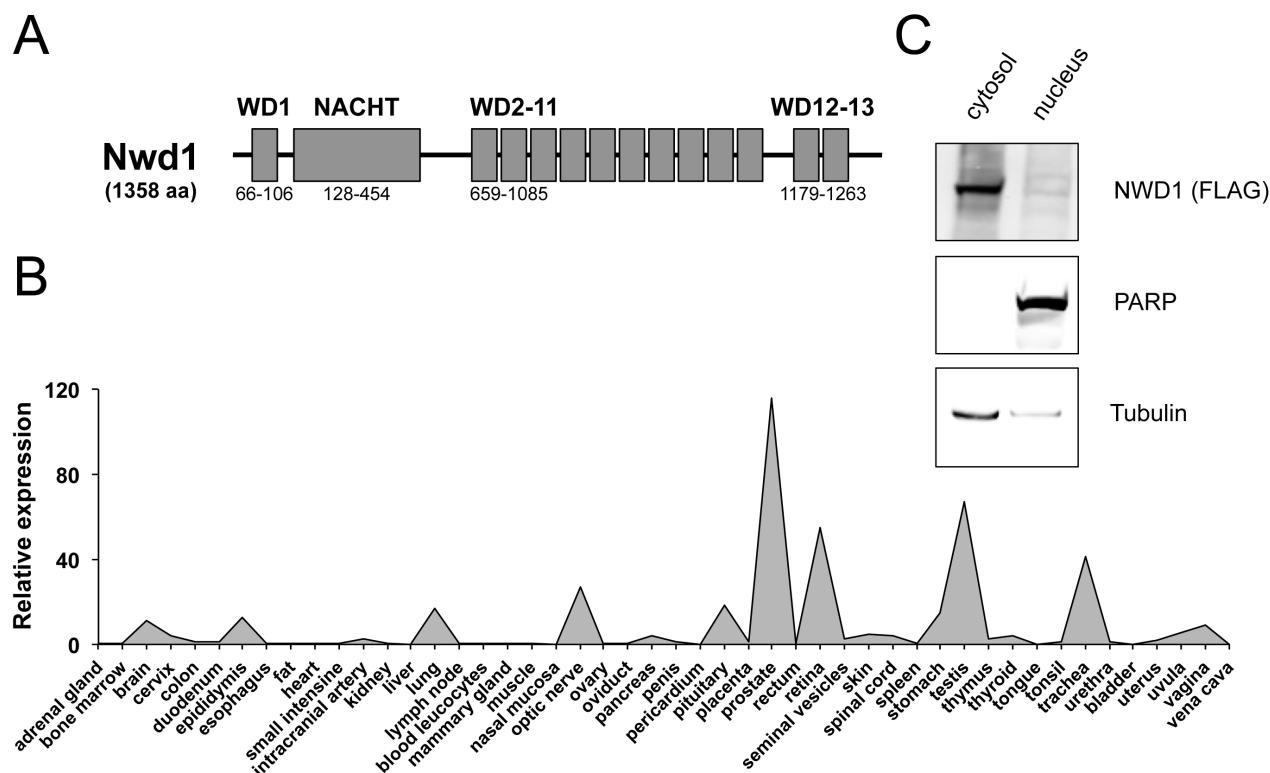 A
WD1 NACHT WD2-11 WD12-13
Nwd1
(1358 aa)
66-106 128-454 659-1085 1179-1263
B
Relative expression
120
80
40
0
adrenal gland
bone marrow
brain
cervix
colon
duodenum
epididymis
esophagus
fat
heart
small intensine
intracranial artery
kidney
liver
lung
lymph node
blood leucocytes
mammary gland
muscle
nasal mucosa
optic nerve
ovary
oviduct
pancreas
penis
pericardium
pituitary
placenta
prostate
rectum
retina
seminal vesicles
skin
spinal cord
spleen
stomach
testis
thymus
thyroid
tongue
tonsil
trachea
urethra
bladder
uterus
uvula
vagina
vena cava
C
cytosol
nucleus
NWD1 (FLAG)
PARP
Tubulin